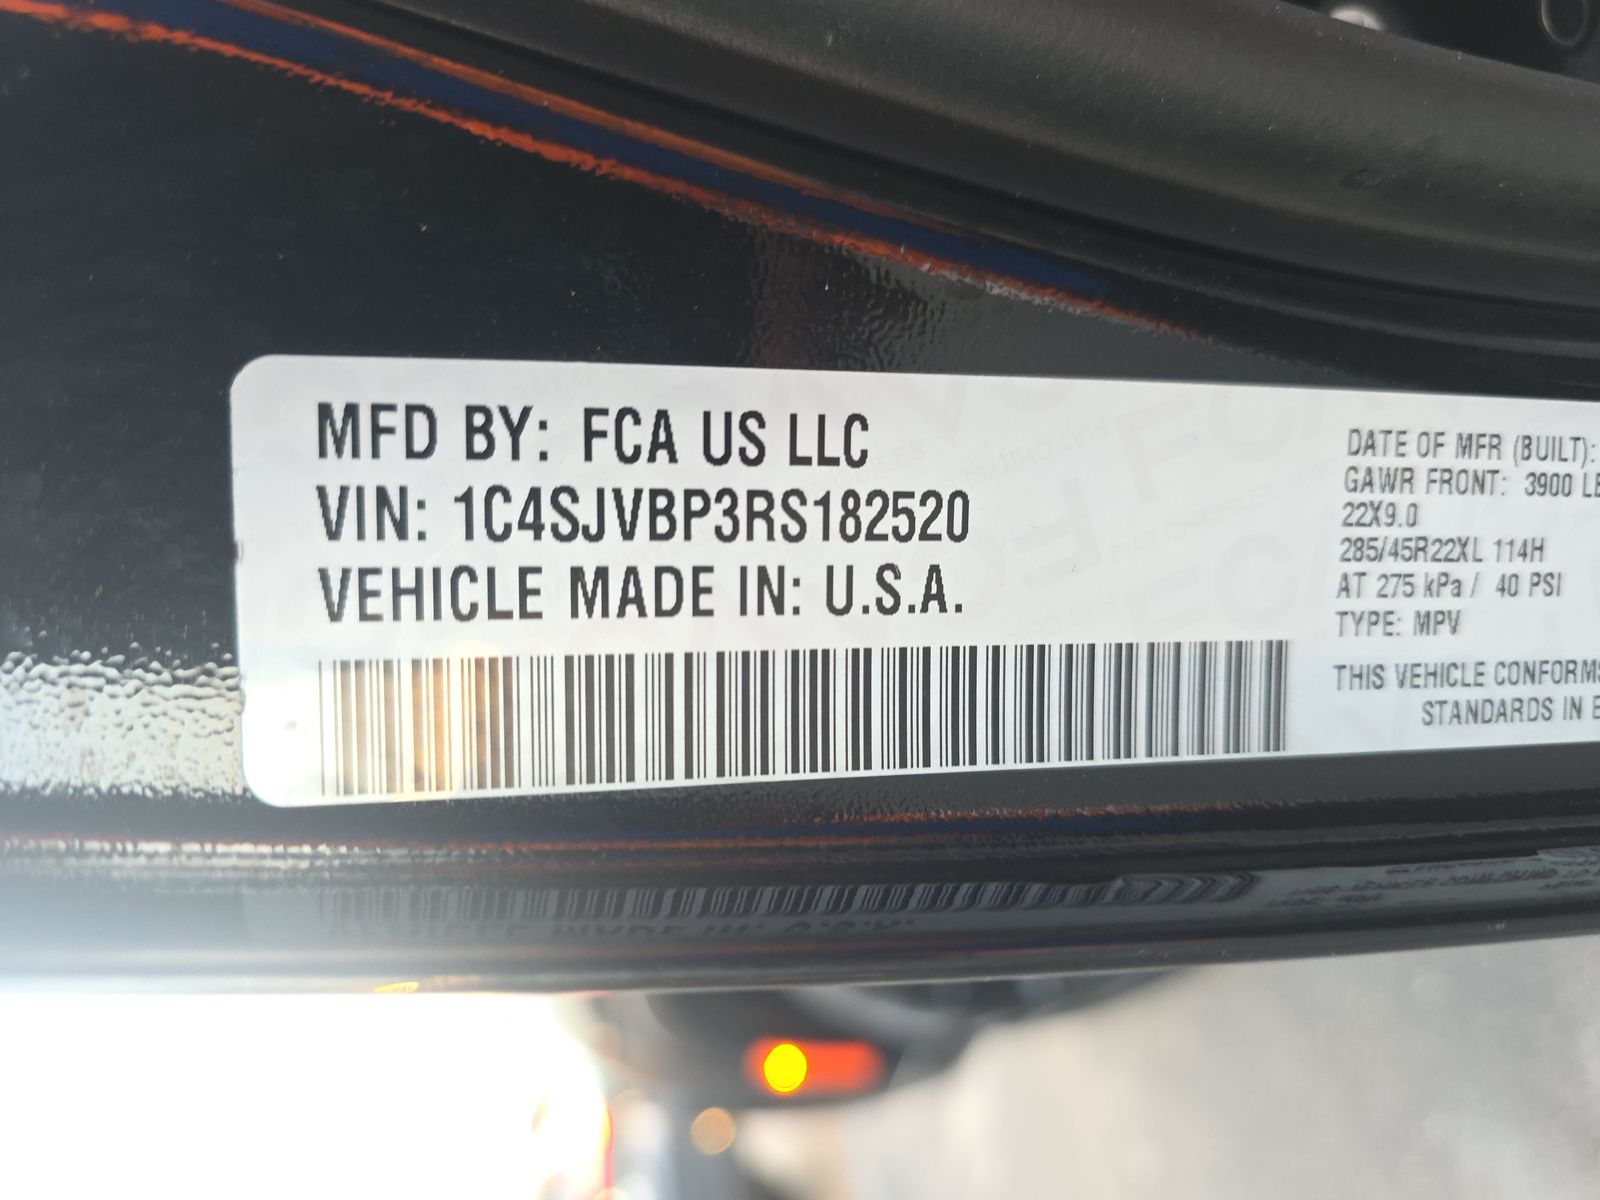 MFD BY: FCA US LLC
VIN: 1C4SJVBP3RS182520
VEHICLE MADE IN: U.S.A.
DATE OF MFR (BUILT):
GAWR FRONT: 3900 LB
22X9.0
285/45R22XL 114H
AT 275 kPa / 40 PSI
TYPE: MPV
THIS VEHICLE CONFORMS
STANDARDS IN E